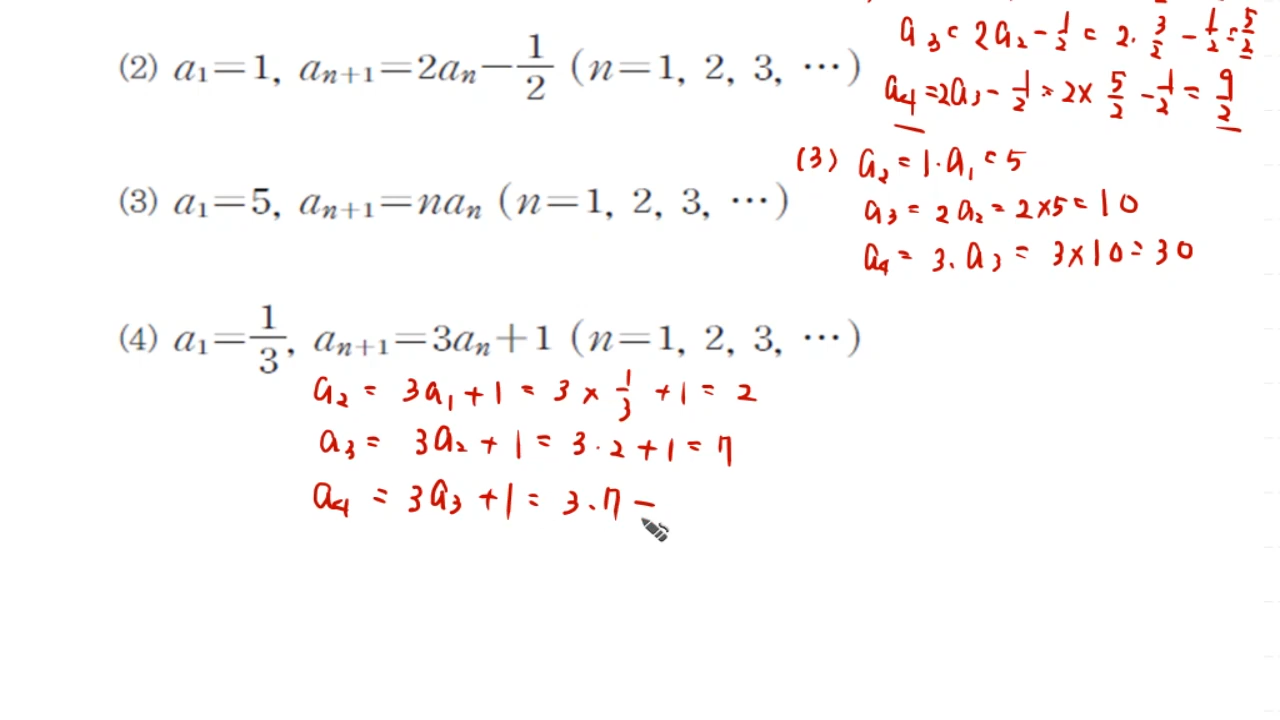 (2) a₁=1, aₙ₊₁=2aₙ−1/2 (n=1, 2, 3, ⋯)
a₃ = 2a₂ − 1/2 = 2· 3/2 − 1/2 = 5/2
a₄ = 2a₃ − 1/2 = 2× 5/2 − 1/2 = 9/2
(3) a₁=5, aₙ₊₁=naₙ (n=1, 2, 3, ⋯)
(3) a₂ = 1·a₁ = 5
a₃ = 2a₂ = 2×5 = 10
a₄ = 3·a₃ = 3×10 = 30
(4) a₁=1/3, aₙ₊₁=3aₙ+1 (n=1, 2, 3, ⋯)
a₂ = 3a₁+1 = 3 × 1/3 +1 = 2
a₃ = 3a₂ + 1 = 3·2+1 = 7
a₄ = 3a₃ +1 = 3·7 −